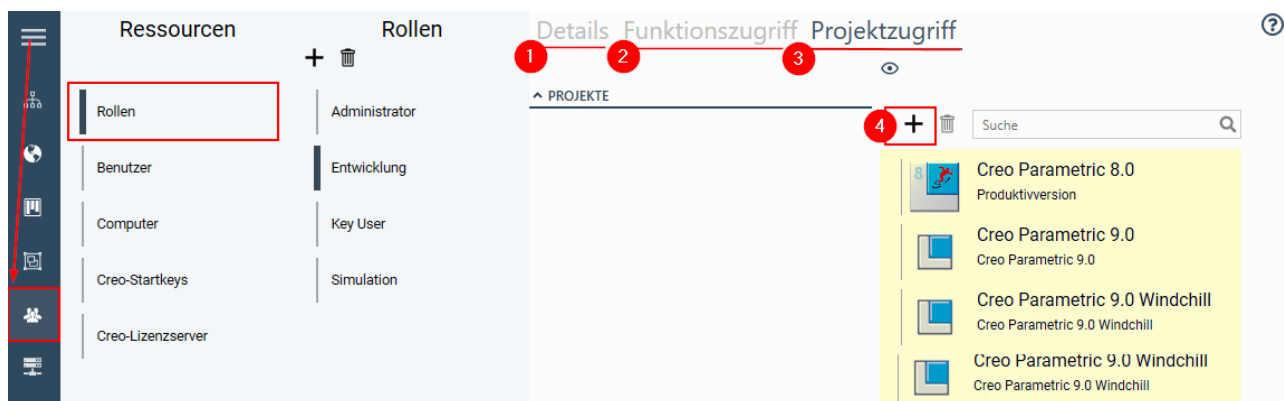 Ressourcen
Rollen
Benutzer
Computer
Creo-Startkeys
Creo-Lizenzserver
Rollen
Administrator
Entwicklung
Key User
Simulation
Details Funktionszugriff Projektzugriff
1 2 3
PROJEKTE
4
Suche
8
Creo Parametric 8.0
Produktivversion
Creo Parametric 9.0
Creo Parametric 9.0
Creo Parametric 9.0 Windchill
Creo Parametric 9.0 Windchill
Creo Parametric 9.0 Windchill
Creo Parametric 9.0 Windchill